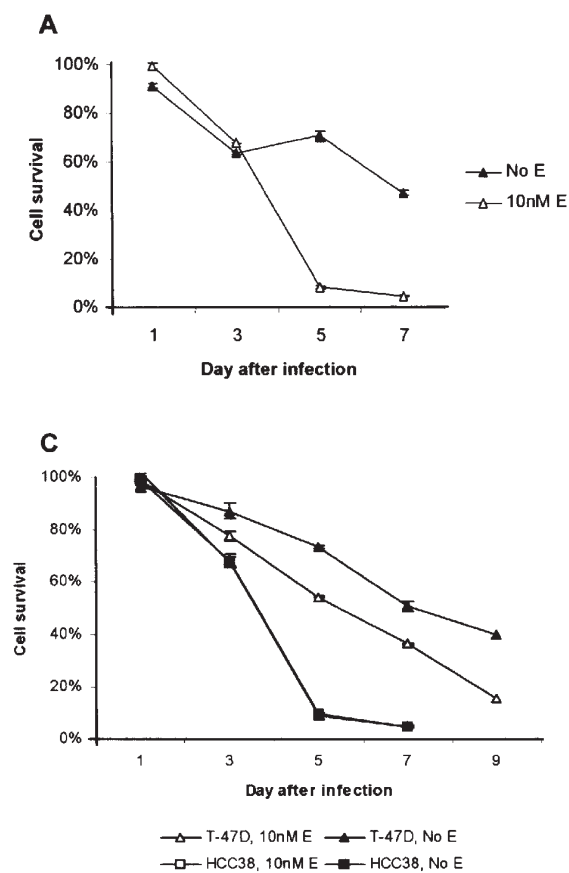 A
100%
80%
60%
40%
20%
0%
Cell survival
1 3 5 7
Day after infection
No E
10nM E
C
100%
80%
60%
40%
20%
0%
Cell survival
1 3 5 7 9
Day after infection
T-47D, 10nM E T-47D, No E
HCC38, 10nM E HCC38, No E